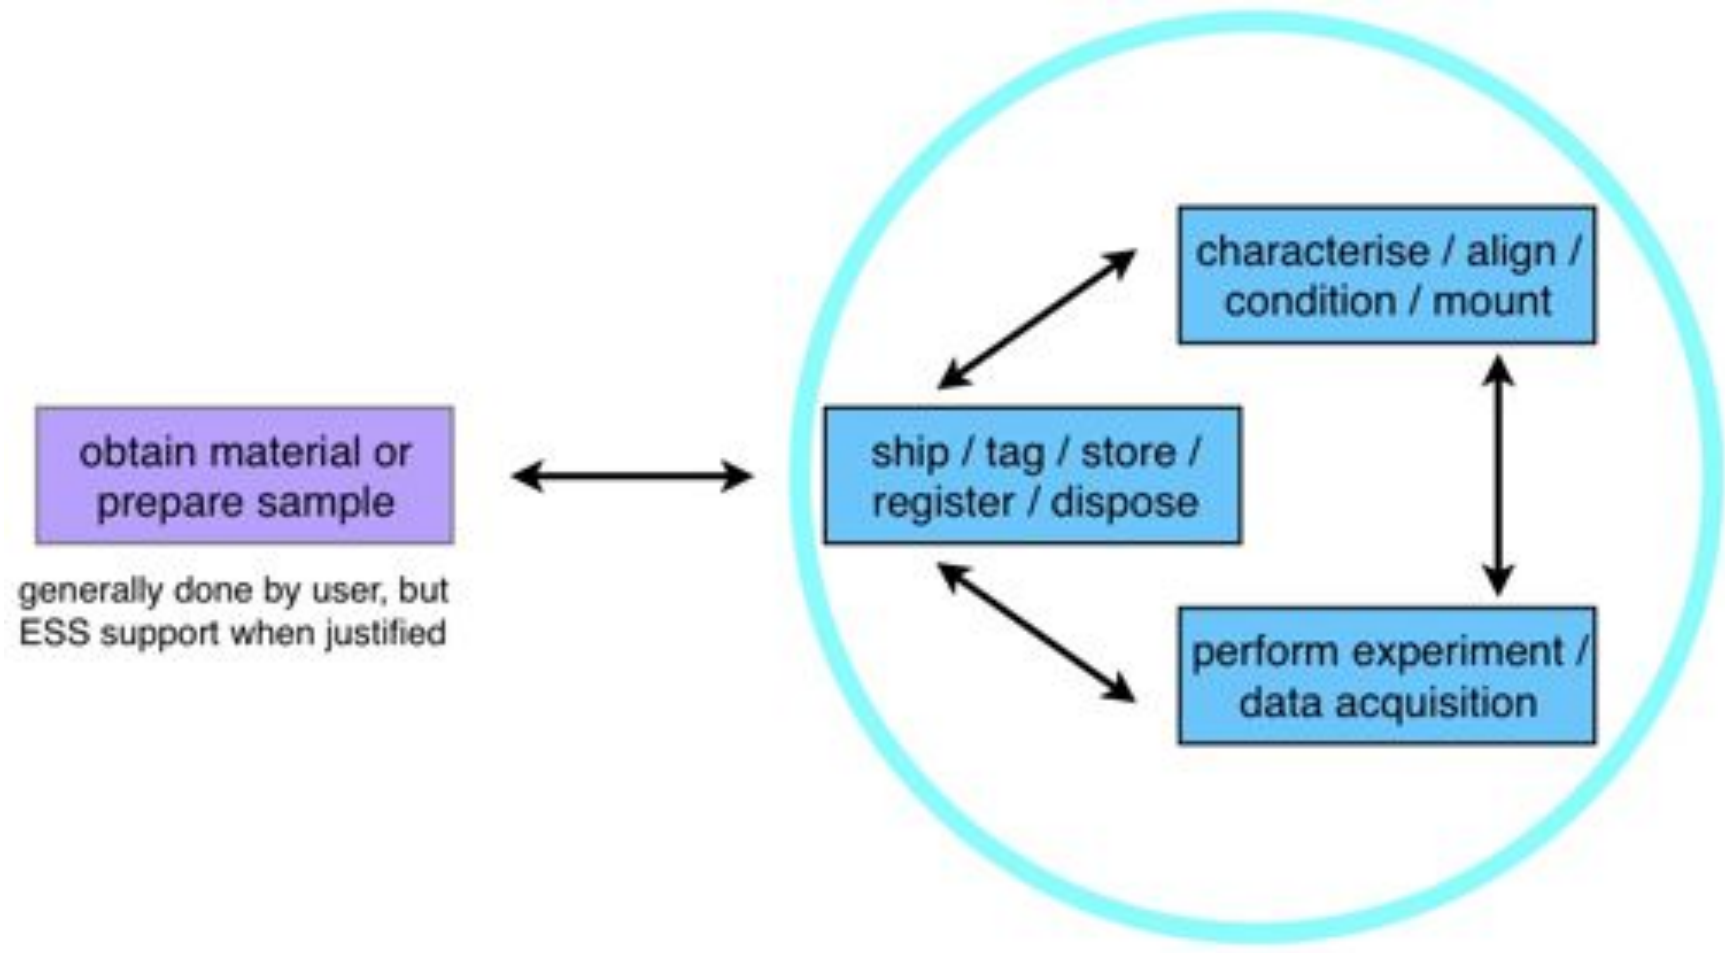 characterise / align /
condition / mount
obtain material or
prepare sample
ship / tag / store /
register / dispose
generally done by user, but
ESS support when justified
perform experiment /
data acquisition